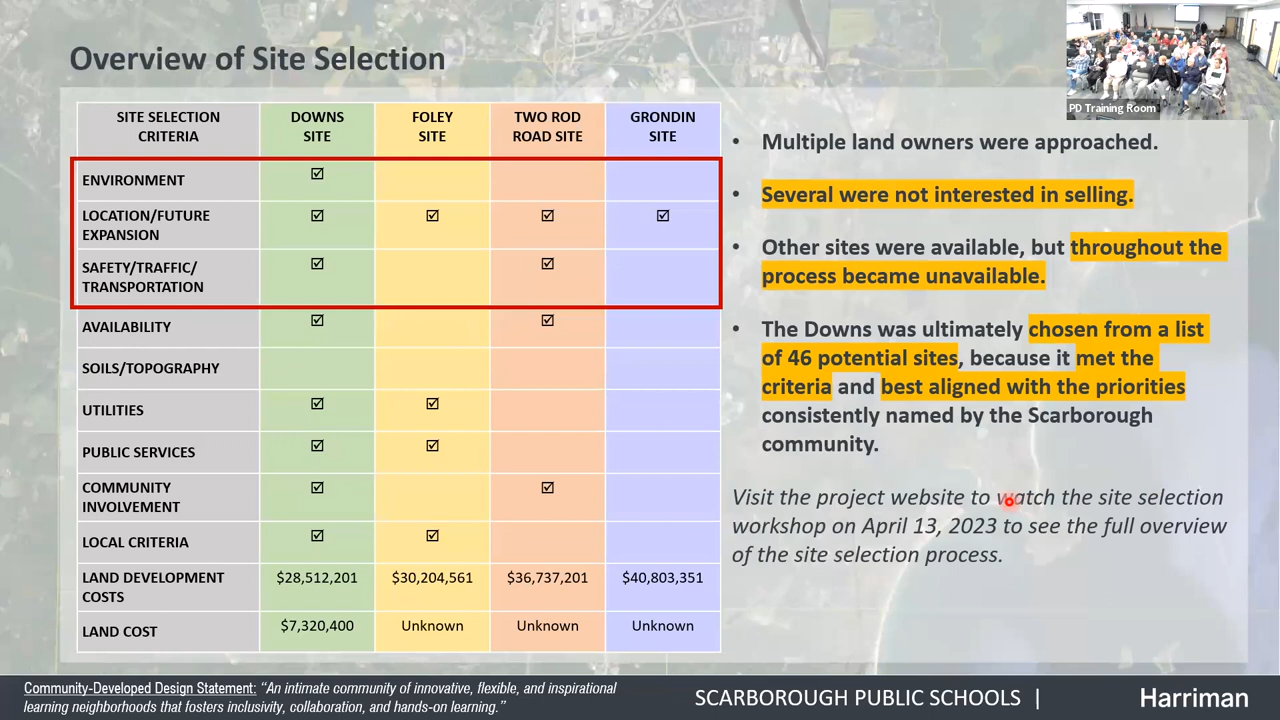 Overview of Site Selection
PD Training Room
SITE SELECTION
CRITERIA
DOWNS
SITE
FOLEY
SITE
TWO ROD
ROAD SITE
GRONDIN
SITE
ENVIRONMENT ☑
LOCATION/FUTURE
EXPANSION ☑ ☑ ☑ ☑
SAFETY/TRAFFIC/
TRANSPORTATION ☑ ☑
AVAILABILITY ☑ ☑
SOILS/TOPOGRAPHY
UTILITIES ☑ ☑
PUBLIC SERVICES ☑ ☑
COMMUNITY
INVOLVEMENT ☑ ☑
LOCAL CRITERIA ☑ ☑
LAND DEVELOPMENT
COSTS $28,512,201 $30,204,561 $36,737,201 $40,803,351
LAND COST $7,320,400 Unknown Unknown Unknown
• Multiple land owners were approached.
• Several were not interested in selling.
• Other sites were available, but throughout the
process became unavailable.
• The Downs was ultimately chosen from a list
of 46 potential sites, because it met the
criteria and best aligned with the priorities
consistently named by the Scarborough
community.
Visit the project website to watch the site selection
workshop on April 13, 2023 to see the full overview
of the site selection process.
Community-Developed Design Statement: “An intimate community of innovative, flexible, and inspirational
learning neighborhoods that fosters inclusivity, collaboration, and hands-on learning.”
SCARBOROUGH PUBLIC SCHOOLS |
Harriman